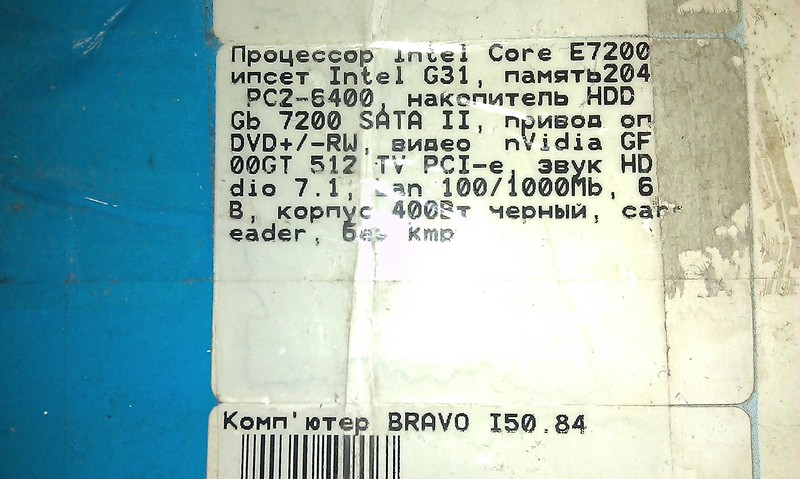 Процессор Intel Core E7200
ипсет Intel G31, память204
PC2-6400, накопитель HDD
Gb 7200 SATA II, привод оп
DVD+/-RW, видео nVidia GF
00GT 512 TV PCI-e, звук HD
dio 7.1, Lan 100/1000Mb, 6
В, корпус 400Вт черный, car
eader, без kmp
Комп'ютер BRAVO I50.84